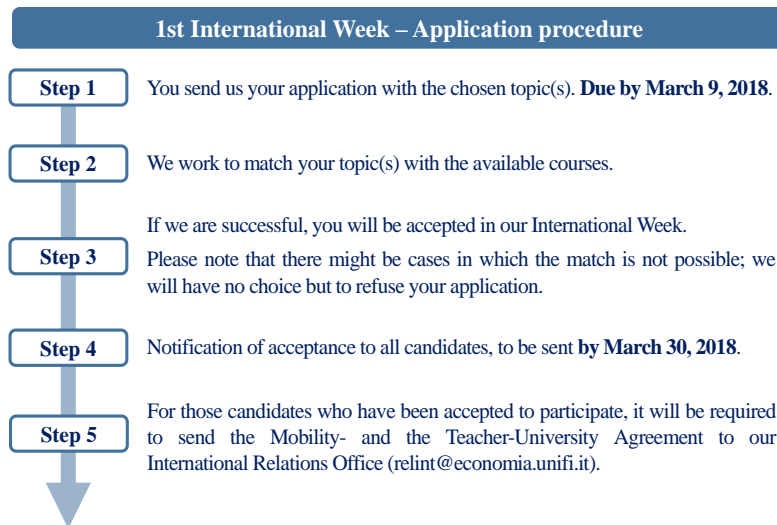 1st International Week – Application procedure
Step 1
You send us your application with the chosen topic(s). Due by March 9, 2018.
Step 2
We work to match your topic(s) with the available courses.
If we are successful, you will be accepted in our International Week.
Step 3
Please note that there might be cases in which the match is not possible; we
will have no choice but to refuse your application.
Step 4
Notification of acceptance to all candidates, to be sent by March 30, 2018.
For those candidates who have been accepted to participate, it will be required
Step 5
to send the Mobility- and the Teacher-University Agreement to our
International Relations Office (relint@economia.unifi.it).